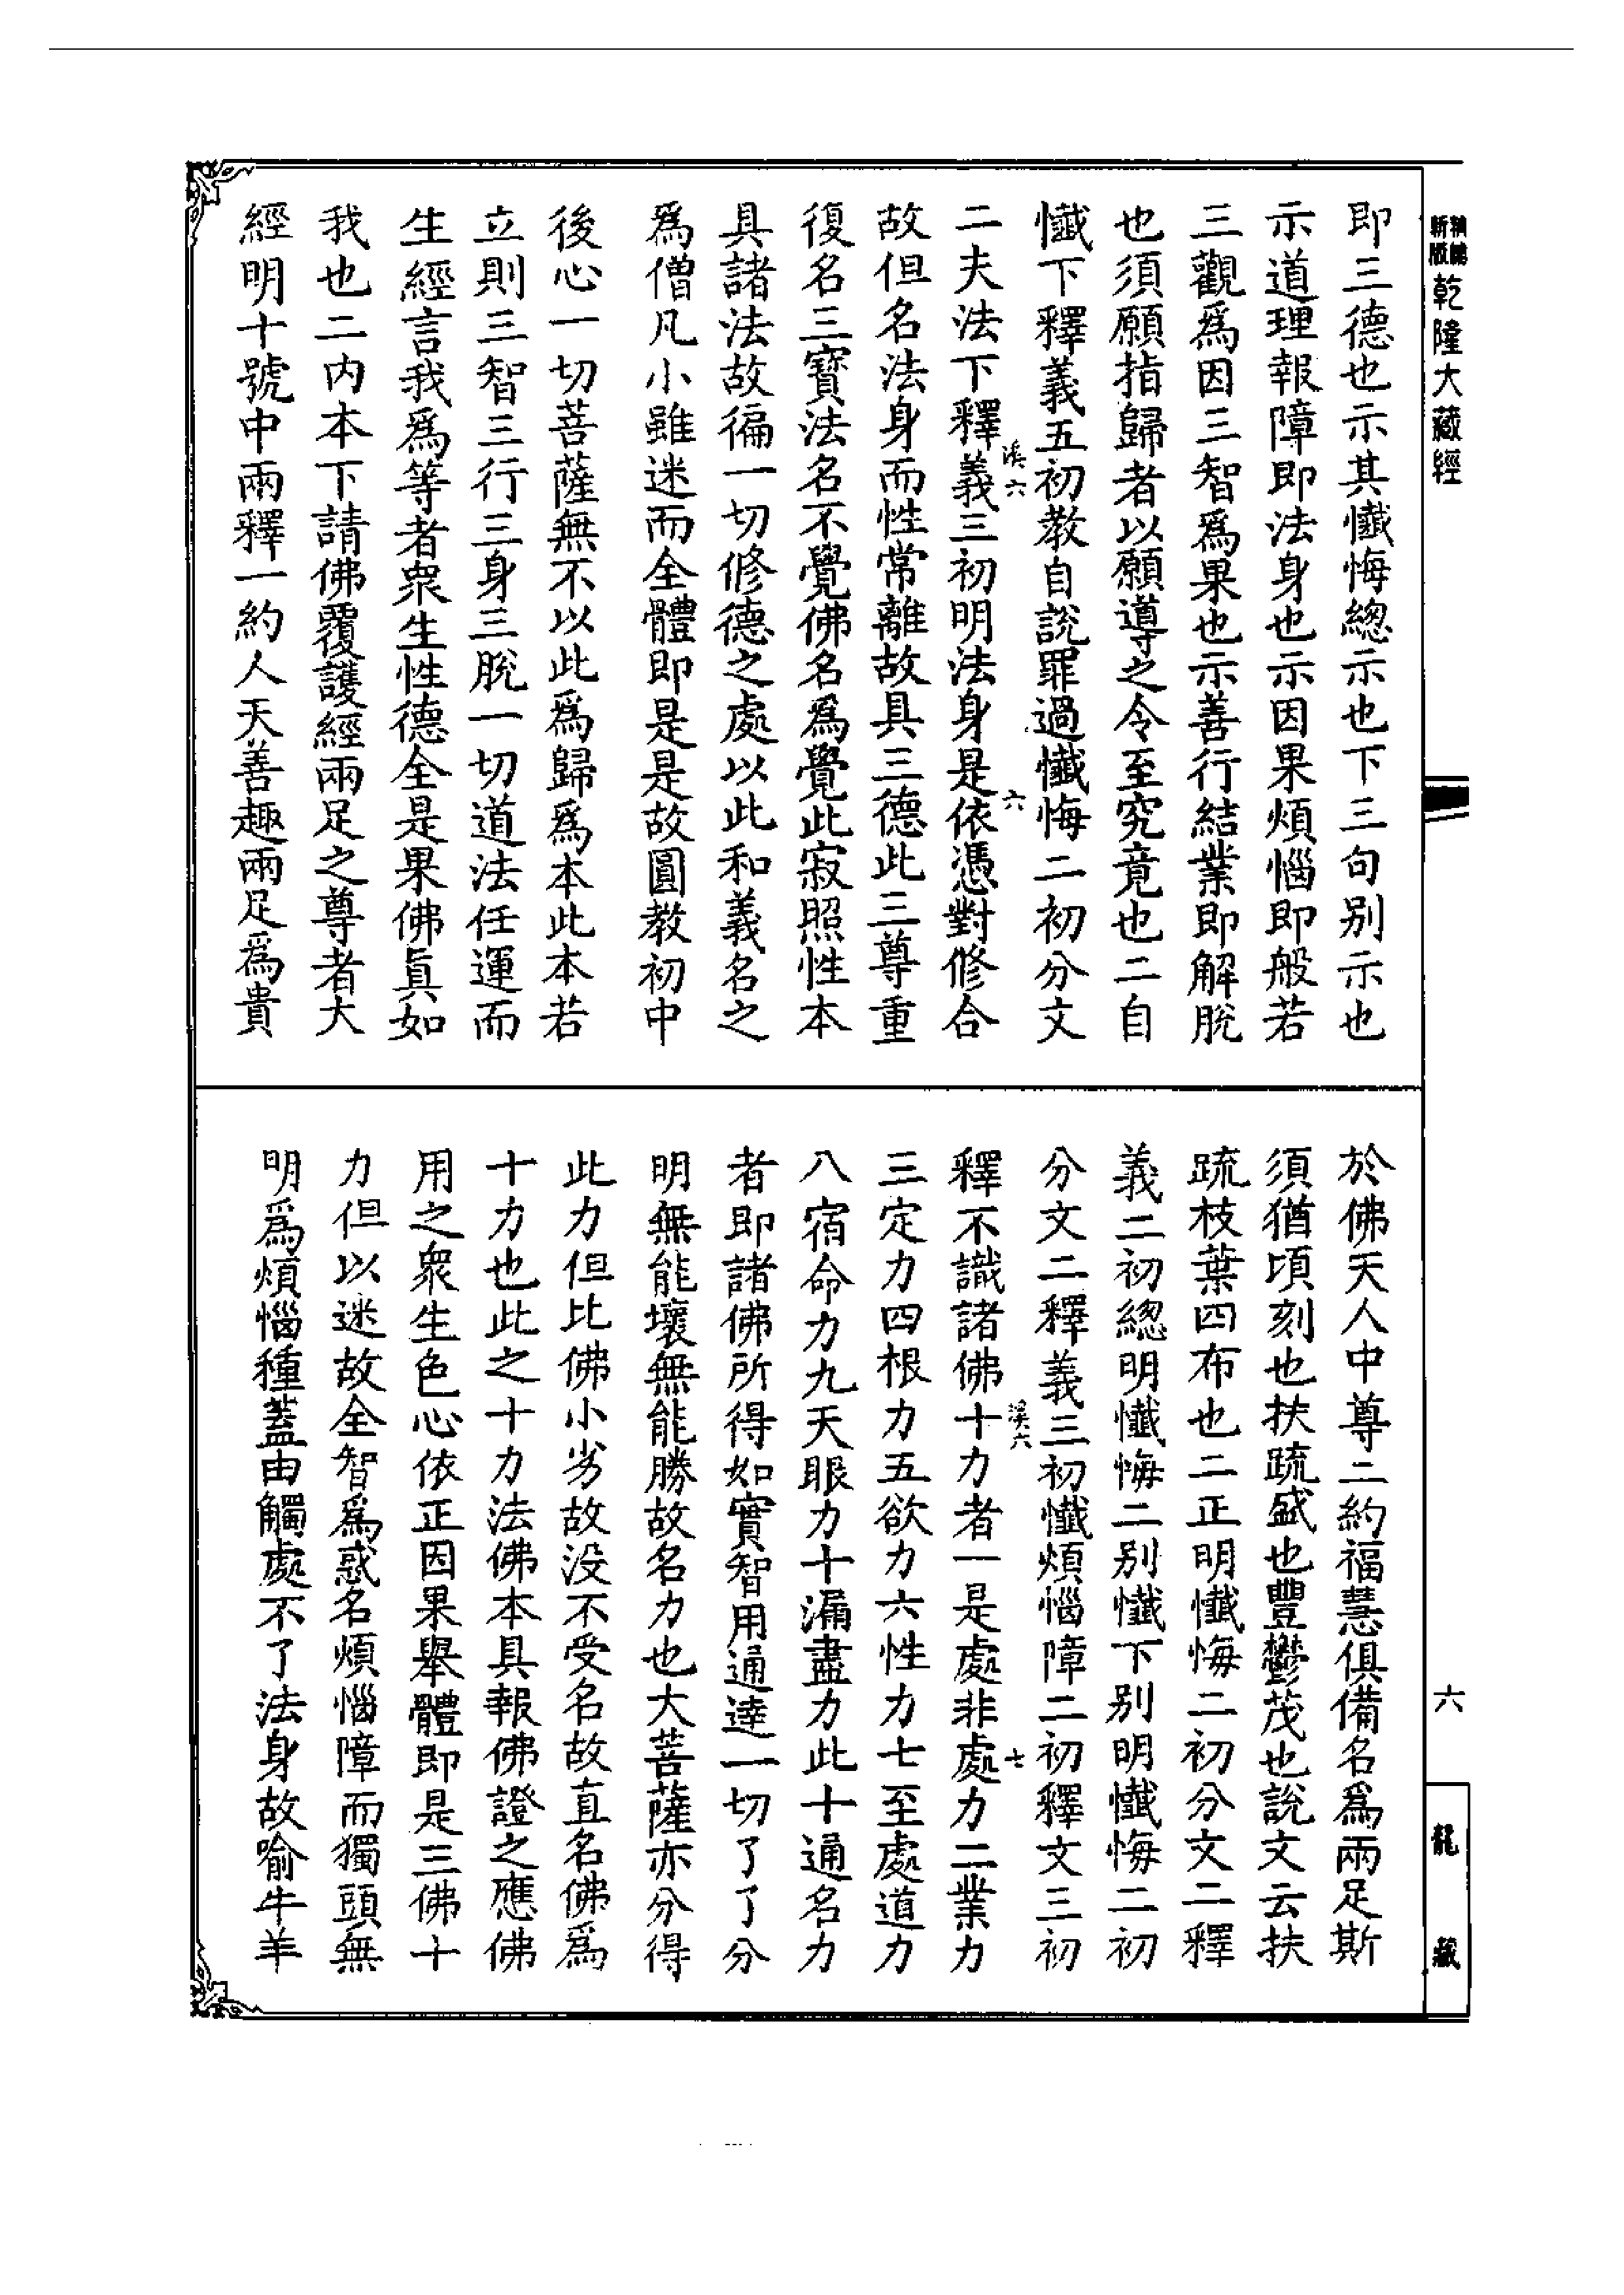 新版
精編
乾隆大藏經
即三德也示其懺悔總示也下三句别示也
示道理報障即法身也示因果煩惱即般若
三觀爲因三智爲果也示善行結業即解脫
也須願指歸者以願導之令至究竟也二自
懺下釋義五初教自說罪過懺悔二初分文
二夫法下釋義三初明法身是依憑對修合
溪六
六
故但名法身而性常離故具三德此三尊重
復名三寶法名不覺佛名爲覺此寂照性本
具諸法故徧一切修德之處以此和義名之
爲僧凡小雖迷而全體即是是故圓教初中
後心一切菩薩無不以此爲歸爲本此本若
立則三智三行三身三脫一切道法任運而
生經言我爲等者衆生性德全是果佛眞如
我也二内本下請佛覆護經兩足之尊者大
經明十號中兩釋一約人天善趣兩足爲貴
於佛天人中尊二約福慧俱備名爲兩足斯
須猶頃刻也扶疏盛也豐鬱茂也說文云扶
疏枝葉四布也二正明懺悔二初分文二釋
義二初總明懺悔二别懺下别明懺悔二初
分文二釋義三初懺煩惱障二初釋文三初
釋不識諸佛十力者一是處非處力二業力
溪六
七
三定力四根力五欲力六性力七至處道力
八宿命力九天眼力十漏盡力此十通名力
者即諸佛所得如實智用通達一切了了分
明無能壞無能勝故名力也大菩薩亦分得
此力但比佛小劣故没不受名故直名佛爲
十力也此之十力法佛本具報佛證之應佛
用之衆生色心依正因果舉體即是三佛十
力但以迷故全智爲惑名煩惱障而獨頭無
明爲煩惱種蓋由觸處不了法身故喻牛羊
六
龍藏